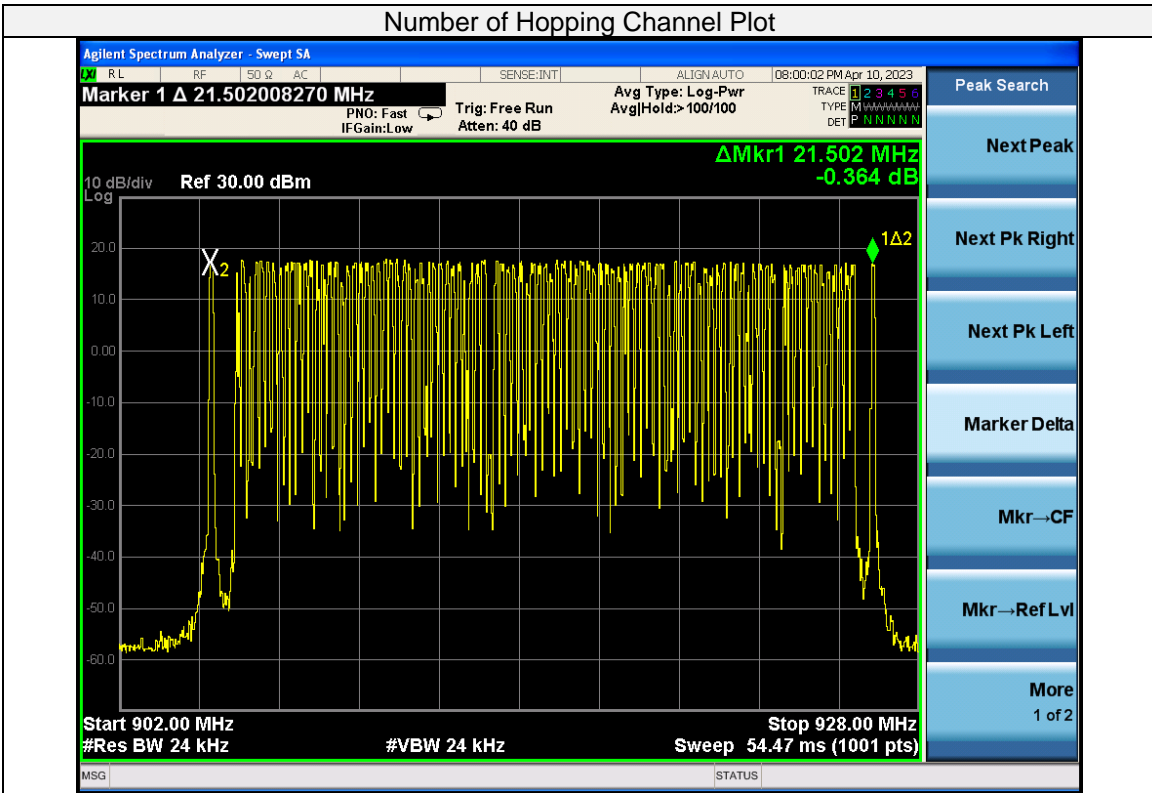 Number of Hopping Channel Plot
Agilent Spectrum Analyzer - Swept SA
LXI RL RF 50 Ω AC SENSE:INT ALIGN AUTO 08:00:02 PM Apr 10, 2023
Marker 1 Δ 21.502008270 MHz
PNO: Fast
IFGain:Low
Trig: Free Run
Atten: 40 dB
Avg Type: Log-Pwr
Avg|Hold:>100/100
TRACE 1 2 3 4 5 6
TYPE M
DET P N N N N N
ΔMkr1 21.502 MHz
-0.364 dB
10 dB/div Ref 30.00 dBm
Log
20.0
10.0
0.00
-10.0
-20.0
-30.0
-40.0
-50.0
-60.0
2
1Δ2
Start 902.00 MHz Stop 928.00 MHz
#Res BW 24 kHz #VBW 24 kHz Sweep 54.47 ms (1001 pts)
MSG STATUS
Peak Search
Next Peak
Next Pk Right
Next Pk Left
Marker Delta
Mkr→CF
Mkr→Ref Lvl
More
1 of 2